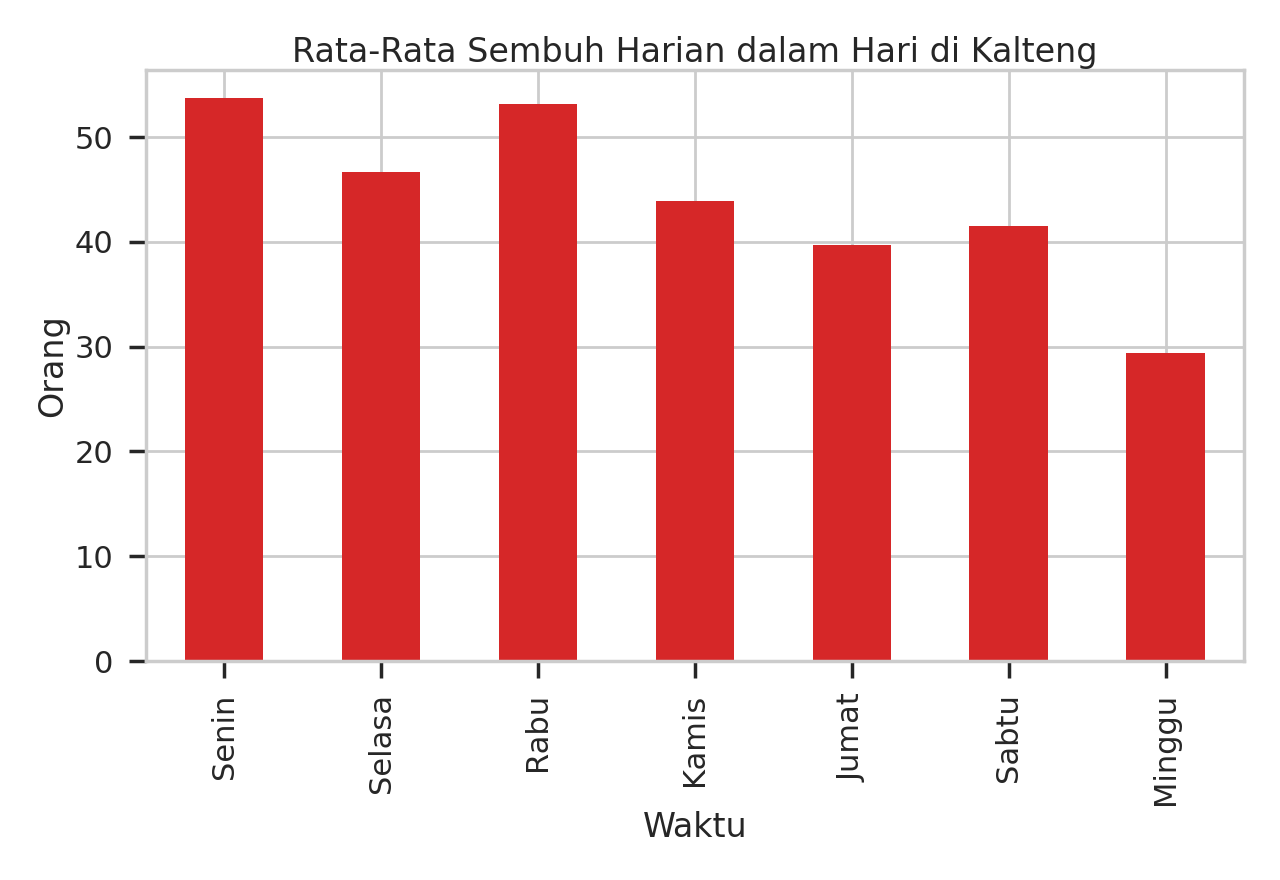 Rata-Rata Sembuh Harian dalam Hari di Kalteng
50
40
30
20
10
0
Orang
Senin
Selasa
Rabu
Kamis
Jumat
Sabtu
Minggu
Waktu